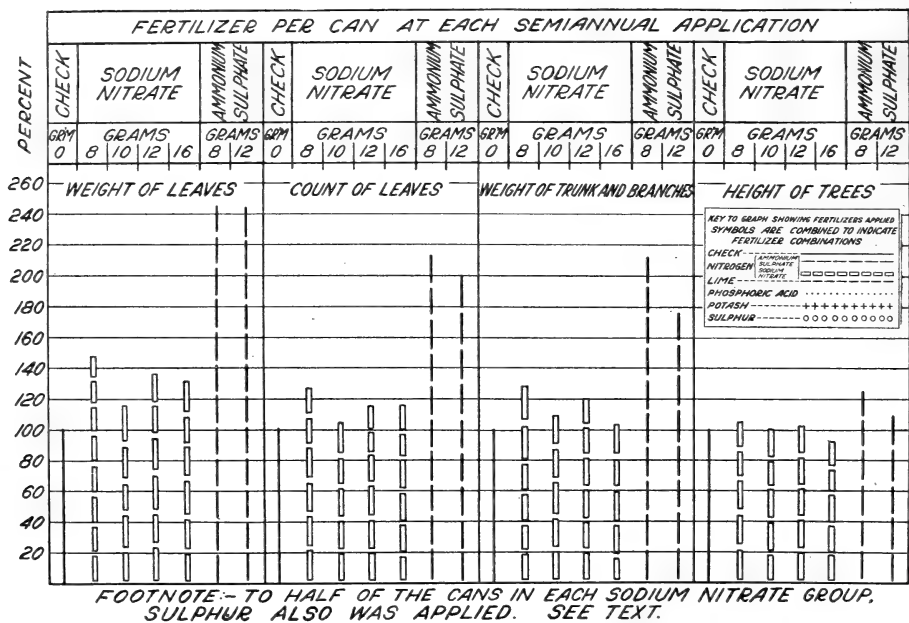 FERTILIZER PER CAN AT EACH SEMIANNUAL APPLICATION
PERCENT
CHECK SODIUM NITRATE AMMONIUM SULPHATE CHECK SODIUM NITRATE AMMONIUM SULPHATE CHECK SODIUM NITRATE AMMONIUM SULPHATE CHECK SODIUM NITRATE AMMONIUM SULPHATE
GR'M GRAMS GRAMS GR'M GRAMS GRAMS GR'M GRAMS GRAMS GR'M GRAMS GRAMS
0 8 10 12 16 8 12 0 8 10 12 16 8 12 0 8 10 12 16 8 12 0 8 10 12 16 8 12
WEIGHT OF LEAVES COUNT OF LEAVES WEIGHT OF TRUNK AND BRANCHES HEIGHT OF TREES
260
240
220
200
180
160
140
120
100
80
60
40
20
KEY TO GRAPH SHOWING FERTILIZERS APPLIED
SYMBOLS ARE COMBINED TO INDICATE
FERTILIZER COMBINATIONS
CHECK
NITROGEN AMMONIUM SULPHATE SODIUM NITRATE
LIME
PHOSPHORIC ACID
POTASH
SULPHUR
FOOTNOTE:- TO HALF OF THE CANS IN EACH SODIUM NITRATE GROUP,
SULPHUR ALSO WAS APPLIED. SEE TEXT.